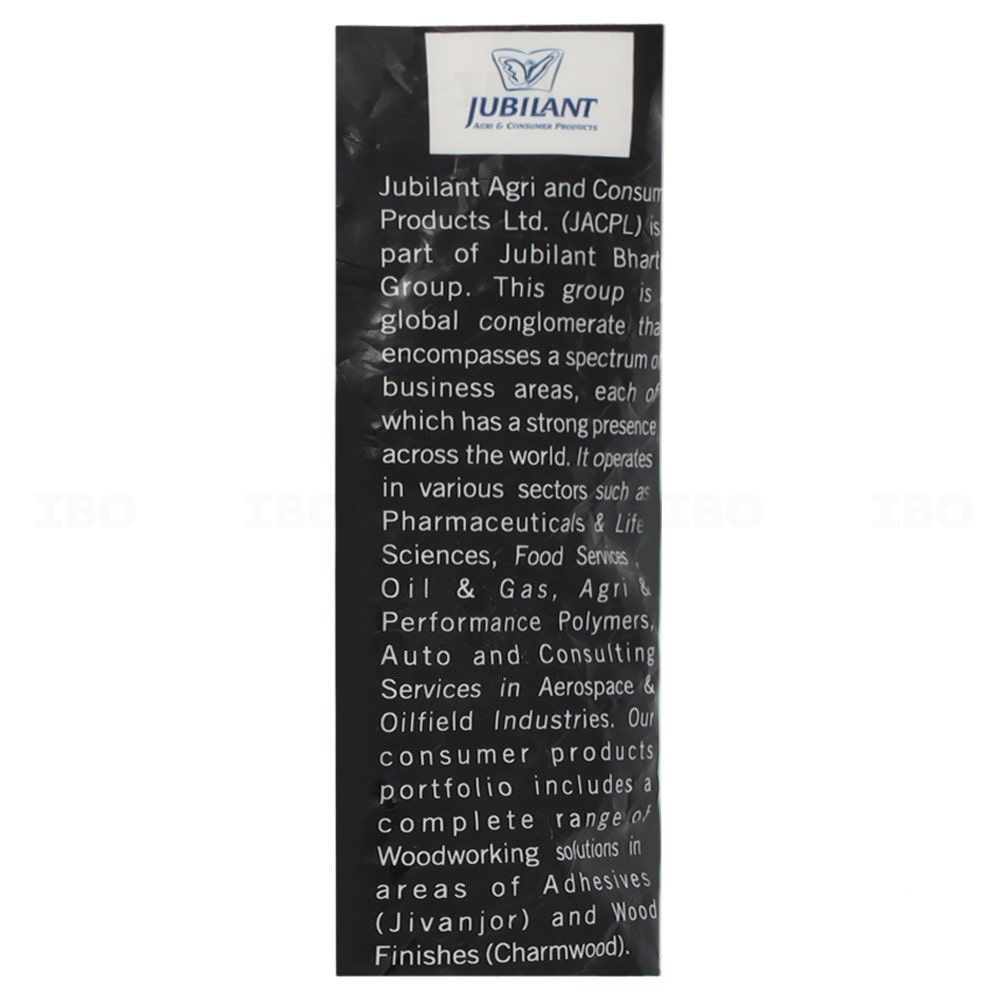 JUBILANT
AGRI & CONSUMER PRODUCTS
Jubilant Agri and Consum
Products Ltd. (JACPL) is
part of Jubilant Bhart
Group. This group is
global conglomerate tha
encompasses a spectrum of
business areas, each of
which has a strong presence
across the world. It operates
in various sectors such as
Pharmaceuticals & Life
Sciences, Food Services,
Oil & Gas, Agri &
Performance Polymers,
Auto and Consulting
Services in Aerospace &
Oilfield Industries. Our
consumer products
portfolio includes a
complete range of
Woodworking solutions in
areas of Adhesives
(Jivanjor) and Wood
Finishes (Charmwood).
IBO IBO IBO IBO